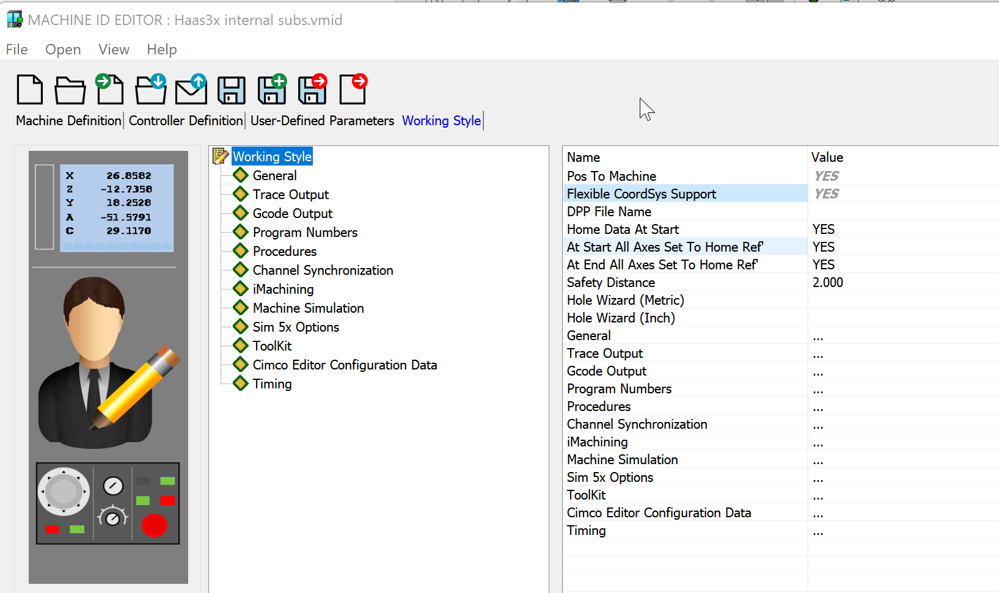 MACHINE ID EDITOR : Haas3x internal subs.vmid
File Open View Help
Machine Definition Controller Definition User-Defined Parameters Working Style
X 26.8582
Z -12.7358
Y 18.2528
A -51.5791
C 29.1170
Working Style
General
Trace Output
Gcode Output
Program Numbers
Procedures
Channel Synchronization
iMachining
Machine Simulation
Sim 5x Options
ToolKit
Cimco Editor Configuration Data
Timing
Name Value
Pos To Machine YES
Flexible CoordSys Support YES
DPP File Name
Home Data At Start YES
At Start All Axes Set To Home Ref' YES
At End All Axes Set To Home Ref' YES
Safety Distance 2.000
Hole Wizard (Metric)
Hole Wizard (Inch)
General ...
Trace Output ...
Gcode Output ...
Program Numbers ...
Procedures ...
Channel Synchronization ...
iMachining ...
Machine Simulation ...
Sim 5x Options ...
ToolKit ...
Cimco Editor Configuration Data ...
Timing ...